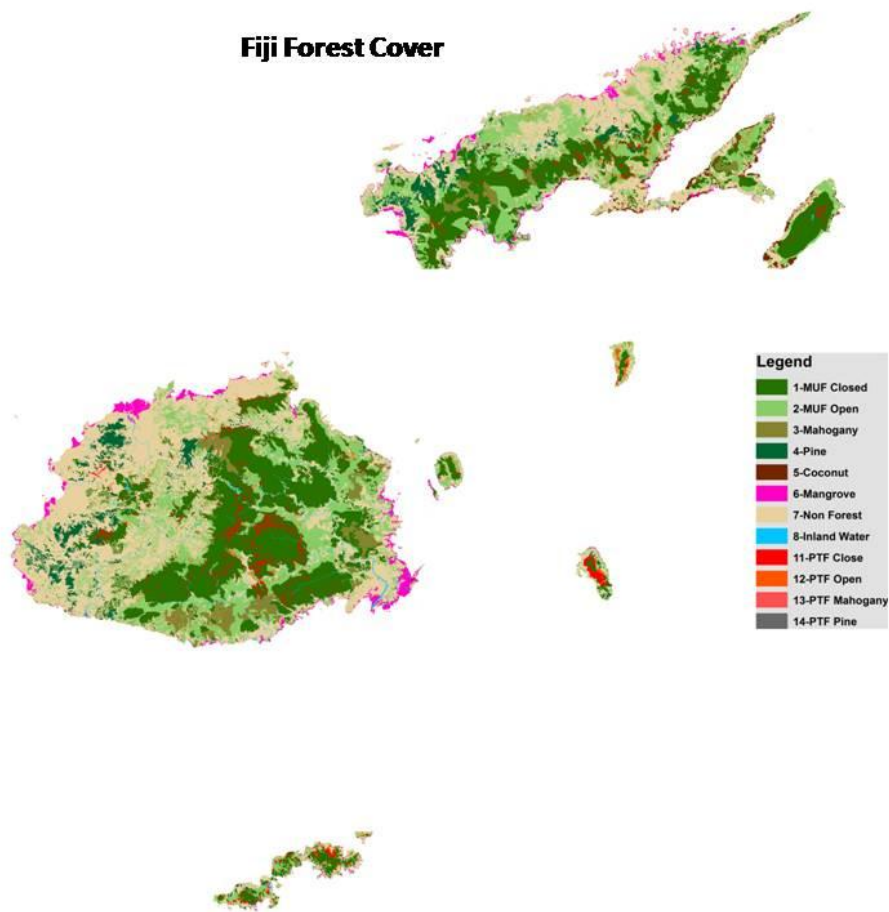 Fiji Forest Cover
Legend
1-MUF Closed
2-MUF Open
3-Mahogany
4-Pine
5-Coconut
6-Mangrove
7-Non Forest
8-Inland Water
11-PTF Close
12-PTF Open
13-PTF Mahogany
14-PTF Pine